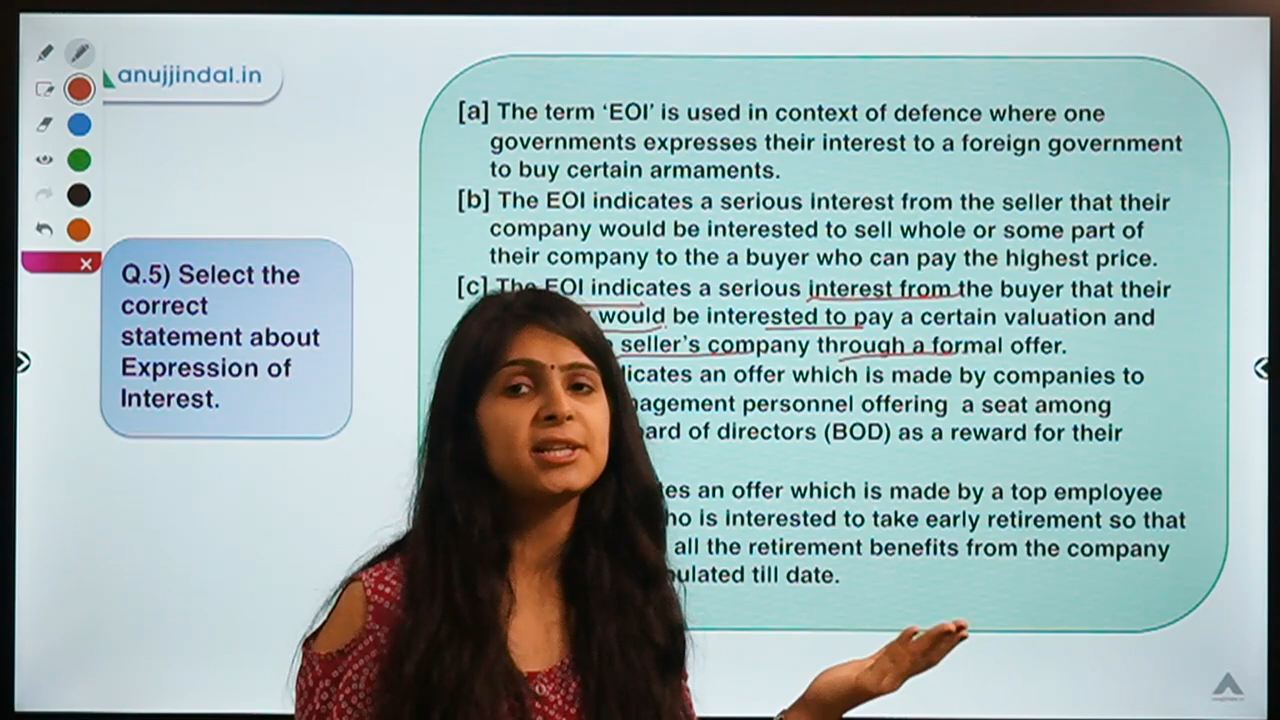 anujjindal.in
Q.5) Select the
correct
statement about
Expression of
Interest.
[a] The term ‘EOI’ is used in context of defence where one
governments expresses their interest to a foreign government
to buy certain armaments.
[b] The EOI indicates a serious interest from the seller that their
company would be interested to sell whole or some part of
their company to the a buyer who can pay the highest price.
[c] The EOI indicates a serious interest from the buyer that their
would be interested to pay a certain valuation and
seller’s company through a formal offer.
an offer which is made by companies to
personnel offering a seat among
of directors (BOD) as a reward for their
an offer which is made by a top employee
is interested to take early retirement so that
all the retirement benefits from the company
till date.